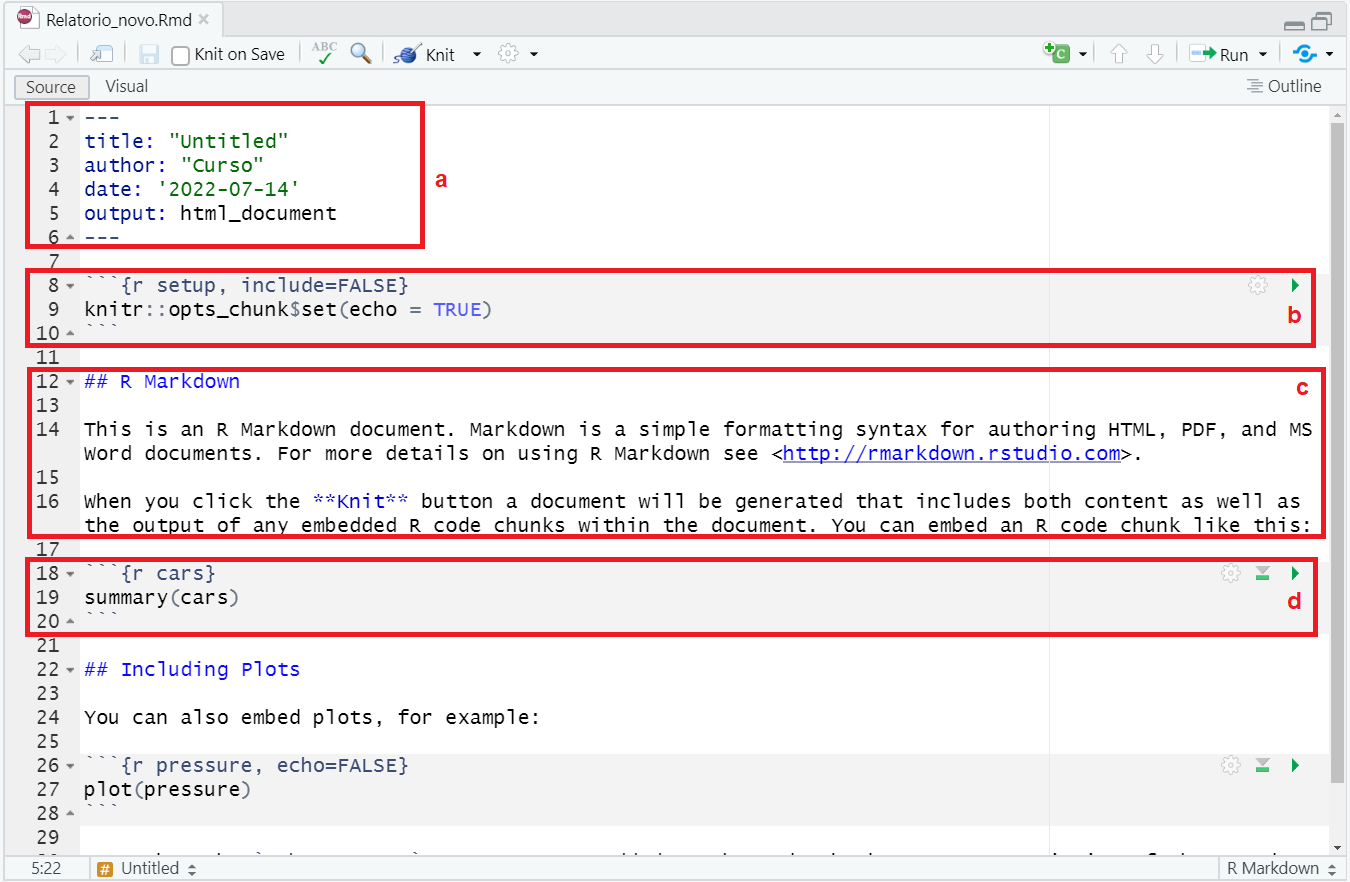 Relatorio_novo.Rmd
Knit on Save ABC Knit C Run
Source Visual Outline
1 ---
2 title: "Untitled"
3 author: "Curso"
a
4 date: '2022-07-14'
5 output: html_document
6 ---
7
8 ```{r setup, include=FALSE}
9 knitr::opts_chunk$set(echo = TRUE)
b
10 ```
11
12 ## R Markdown
c
13
14 This is an R Markdown document. Markdown is a simple formatting syntax for authoring HTML, PDF, and MS
Word documents. For more details on using R Markdown see <http://rmarkdown.rstudio.com>.
15
16 When you click the **Knit** button a document will be generated that includes both content as well as
the output of any embedded R code chunks within the document. You can embed an R code chunk like this:
17
18 ```{r cars}
19 summary(cars)
d
20 ```
21
22 ## Including Plots
23
24 You can also embed plots, for example:
25
26 ```{r pressure, echo=FALSE}
27 plot(pressure)
28 ```
29
5:22 # Untitled R Markdown